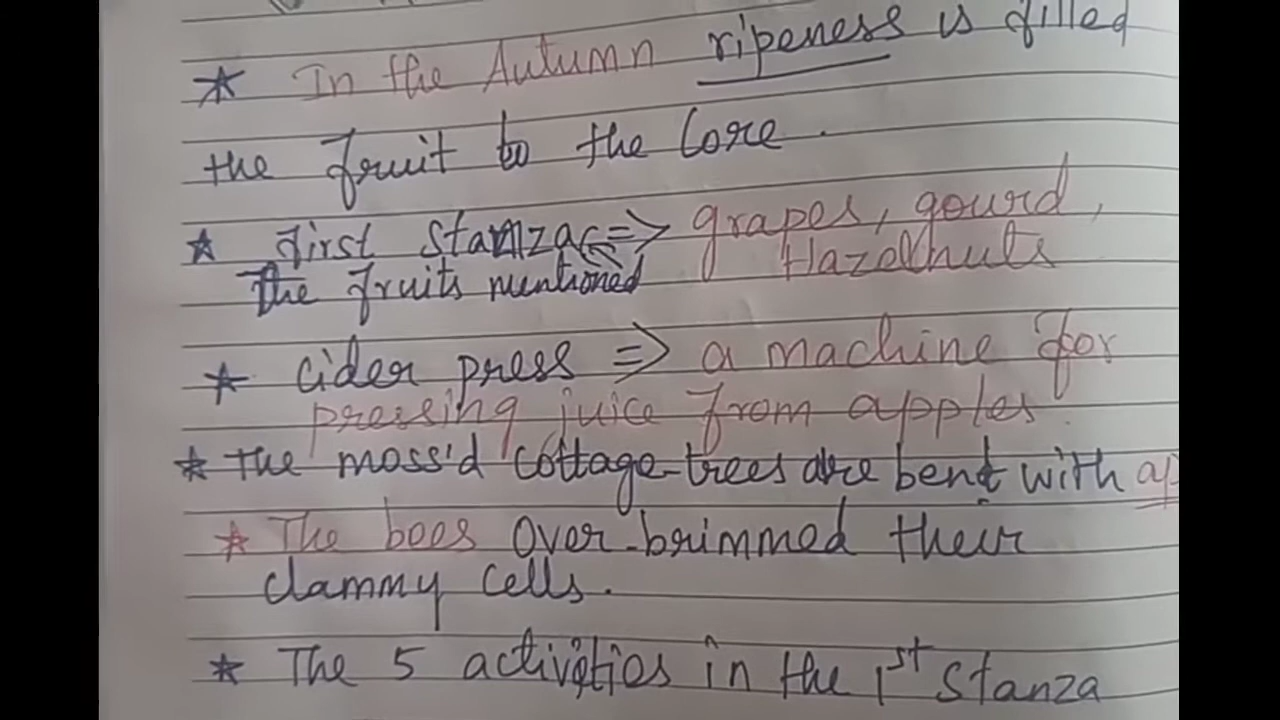 * In the Autumn ripeness is filled
the fruit to the Core.
* first stanza => grapes, gourd,
The fruits mentioned Hazelnuts
* Cider press => a machine for
pressing juice from apples.
* The moss'd cottage-trees are bent with ap
* The bees over-brimmed their
clammy cells.
* The 5 activities in the 1st Stanza